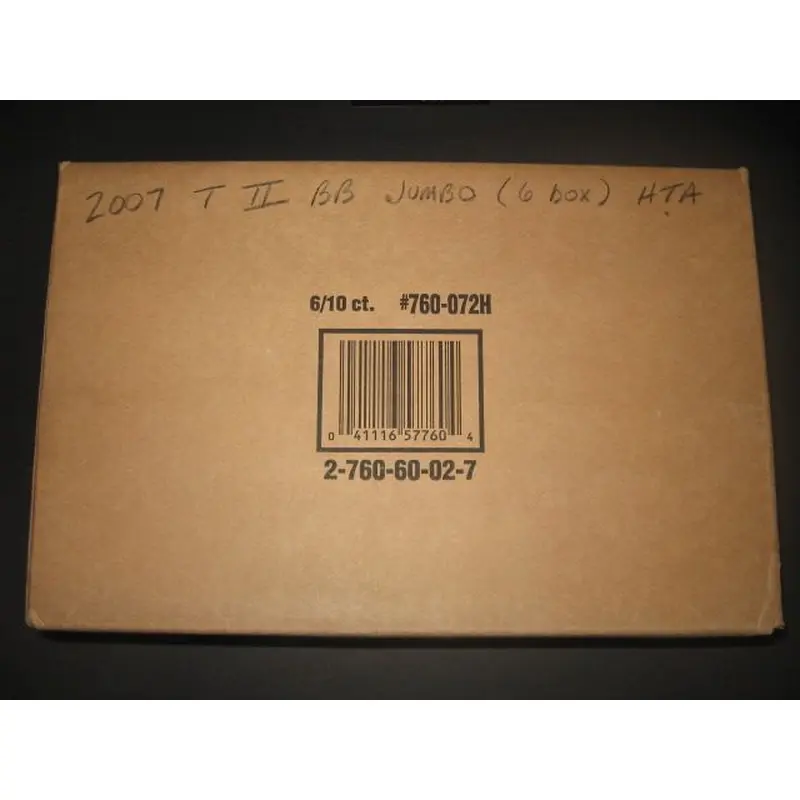 2007 T II BB JUMBO (6 box) HTA
6/10 ct. #760-072H
0 41116 57760 4
2-760-60-02-7